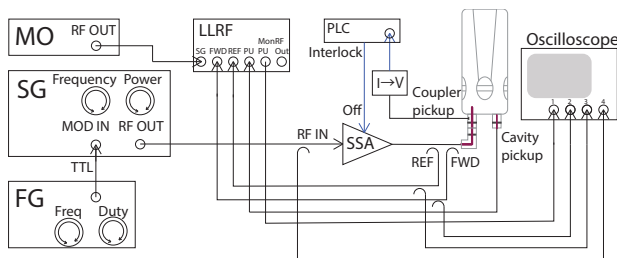 MO
RF OUT
LLRF
MonRF
SG FWD REF PU PU Out
PLC
Interlock
I→V
Coupler
pickup
Oscilloscope
1 2 3 4
SG
Frequency
Power
MOD IN
RF OUT
RF IN
Off
SSA
REF
FWD
Cavity
pickup
TTL
FG
Freq
Duty